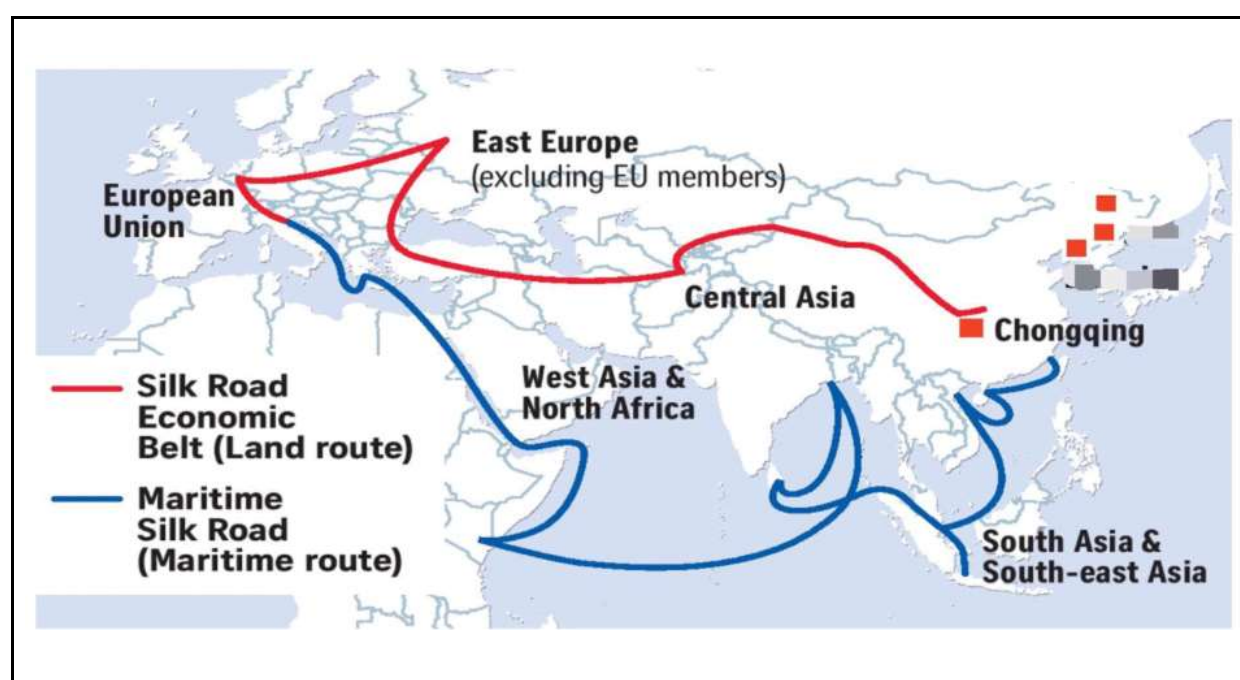 East Europe
(excluding EU members)
European
Union
Central Asia
Chongqing
West Asia &
North Africa
Silk Road
Economic
Belt (Land route)
Maritime
Silk Road
(Maritime route)
South Asia &
South-east Asia